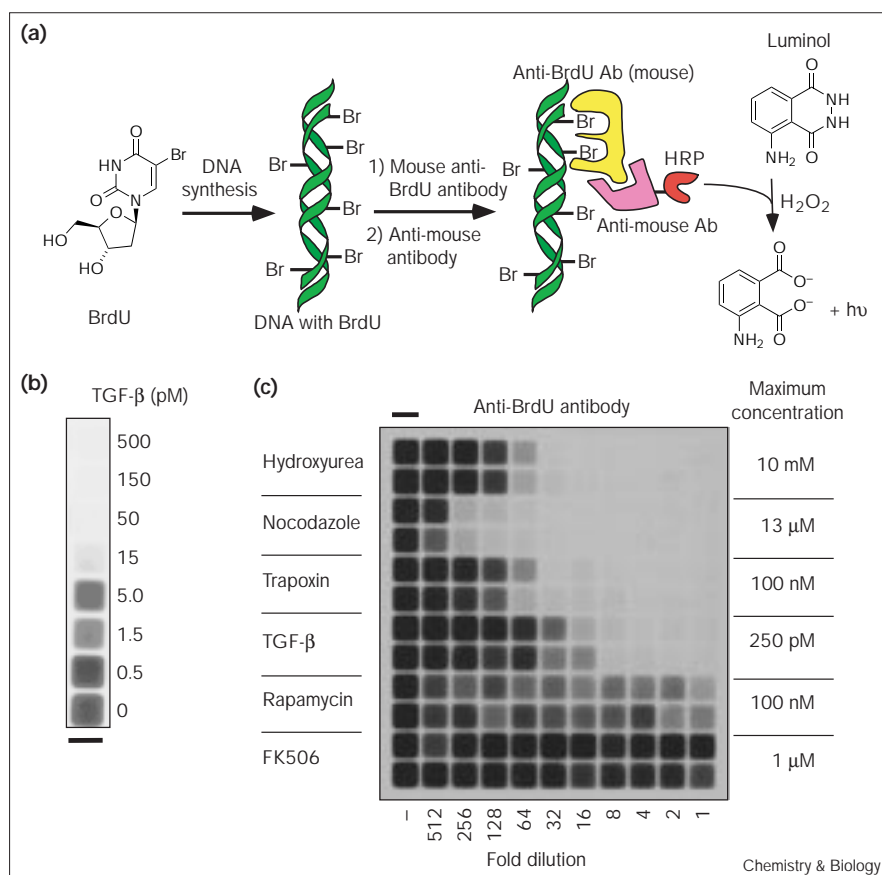 (a)
Luminol
O
NH
NH
O
NH2
Anti-BrdU Ab (mouse)
Br
Br
Br
Br
Br
Br
Br
Br
Br
Br
Br
Br
HRP
H2O2
Anti-mouse Ab
O
NH
O
N
Br
O
HO
HO
BrdU
DNA
synthesis
1) Mouse anti-
BrdU antibody
2) Anti-mouse
antibody
DNA with BrdU
O
O−
O−
O
NH2
+ hυ
(b)
TGF-β (pM)
500
150
50
15
5.0
1.5
0.5
0
(c)
Anti-BrdU antibody
Maximum
concentration
Hydroxyurea
10 mM
Nocodazole
13 μM
Trapoxin
100 nM
TGF-β
250 pM
Rapamycin
100 nM
FK506
1 μM
– 512 256 128 64 32 16 8 4 2 1
Fold dilution
Chemistry & Biology